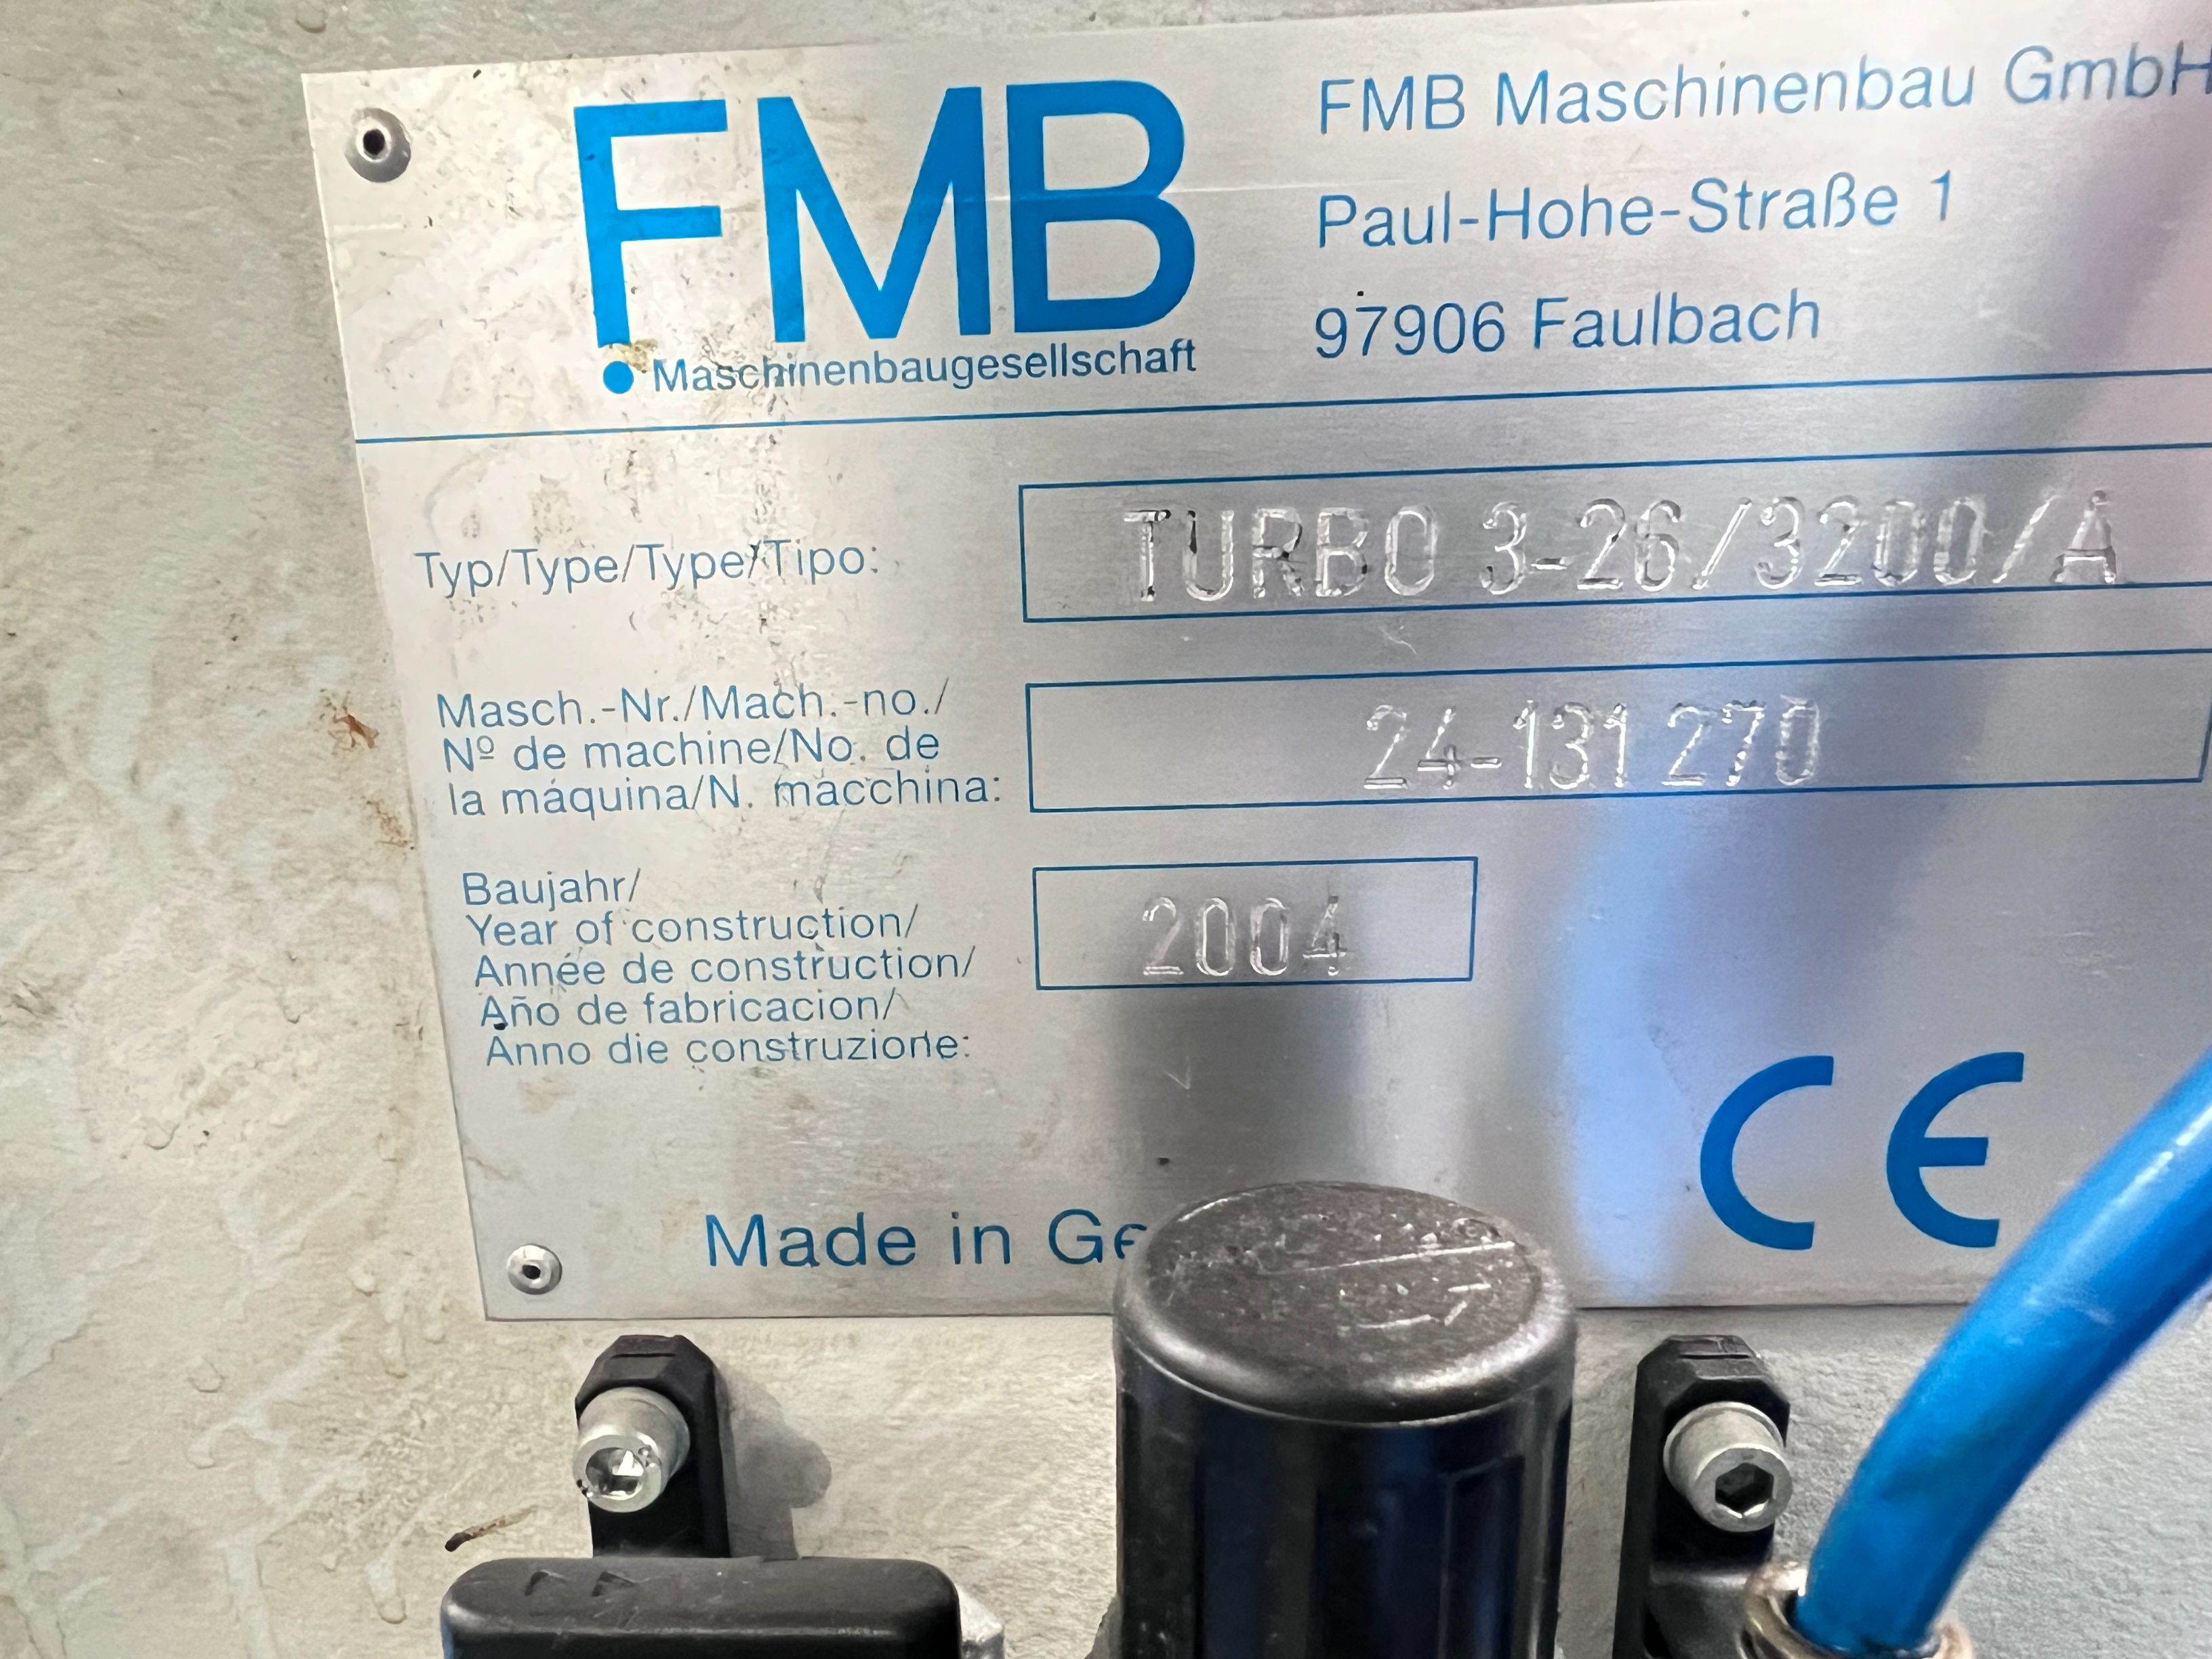 FMB
Maschinenbaugesellschaft
FMB Maschinenbau GmbH
Paul-Hohe-Straße 1
97906 Faulbach
Typ/Type/Type/Tipo:
TURBO 3-26/3200/A
Masch.-Nr./Mach.-no./
Nº de machine/No. de
la máquina/N. macchina:
24-131 270
Baujahr/
Year of construction/
Année de construction/
Año de fabricacion/
Anno die construzione:
2004
CE
Made in Ge